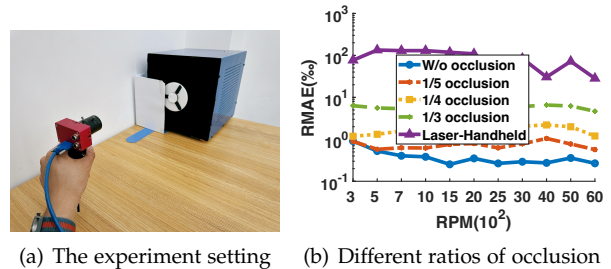 10³
10²
10¹
10⁰
10⁻¹
RMAE(‰)
W/o occlusion
1/5 occlusion
1/4 occlusion
1/3 occlusion
Laser-Handheld
3 5 7 10 15 20 25 30 40 50 60
RPM(10²)
(a) The experiment setting (b) Different ratios of occlusion